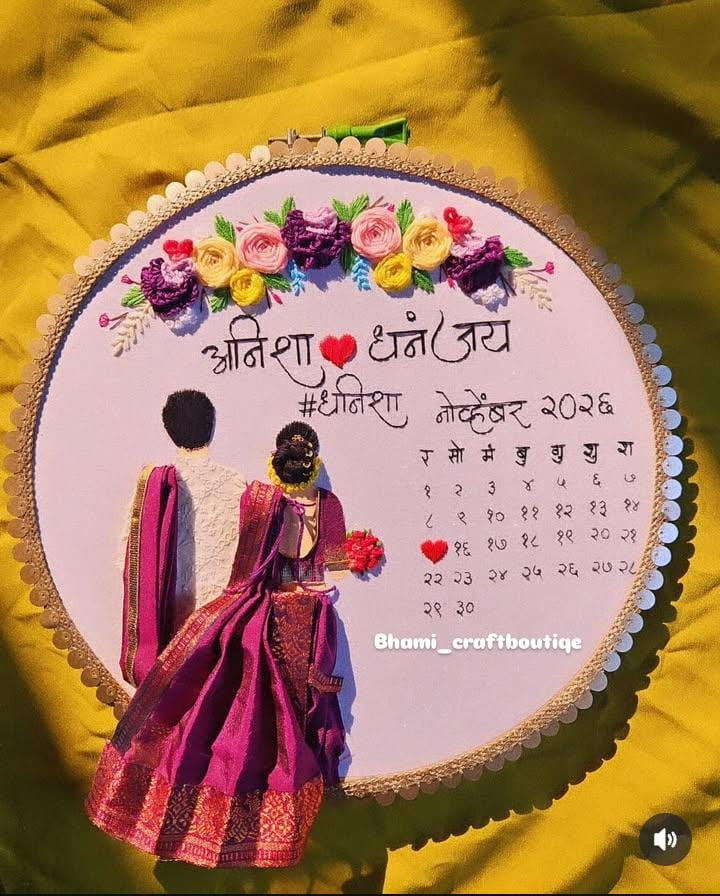 अनिशा ❤ धनंजय
#धनिशा
नोव्हेंबर २०२६
र सो मं बु गु शु श
१ २ ३ ४ ५ ६ ७
८ ९ १० ११ १२ १३ १४
❤ १६ १७ १८ १९ २० २१
२२ २३ २४ २५ २६ २७ २८
२९ ३०
Bhami_craftboutiqe